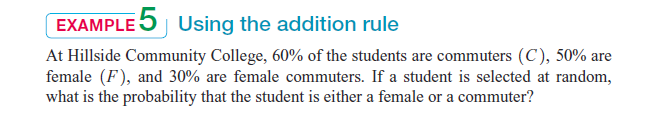 EXAMPLE 5 Using the addition rule
At Hillside Community College, 60% of the students are commuters (C), 50% are
female (F), and 30% are female commuters. If a student is selected at random,
what is the probability that the student is either a female or a commuter?